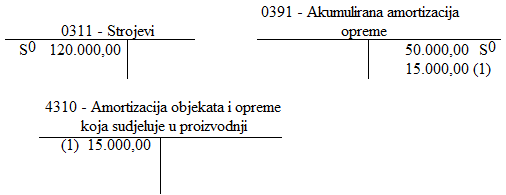 0311 - Strojevi
S0 120.000,00
0391 - Akumulirana amortizacija
opreme
50.000,00 S0
15.000,00 (1)
4310 - Amortizacija objekata i opreme
koja sudjeluje u proizvodnji
(1) 15.000,00